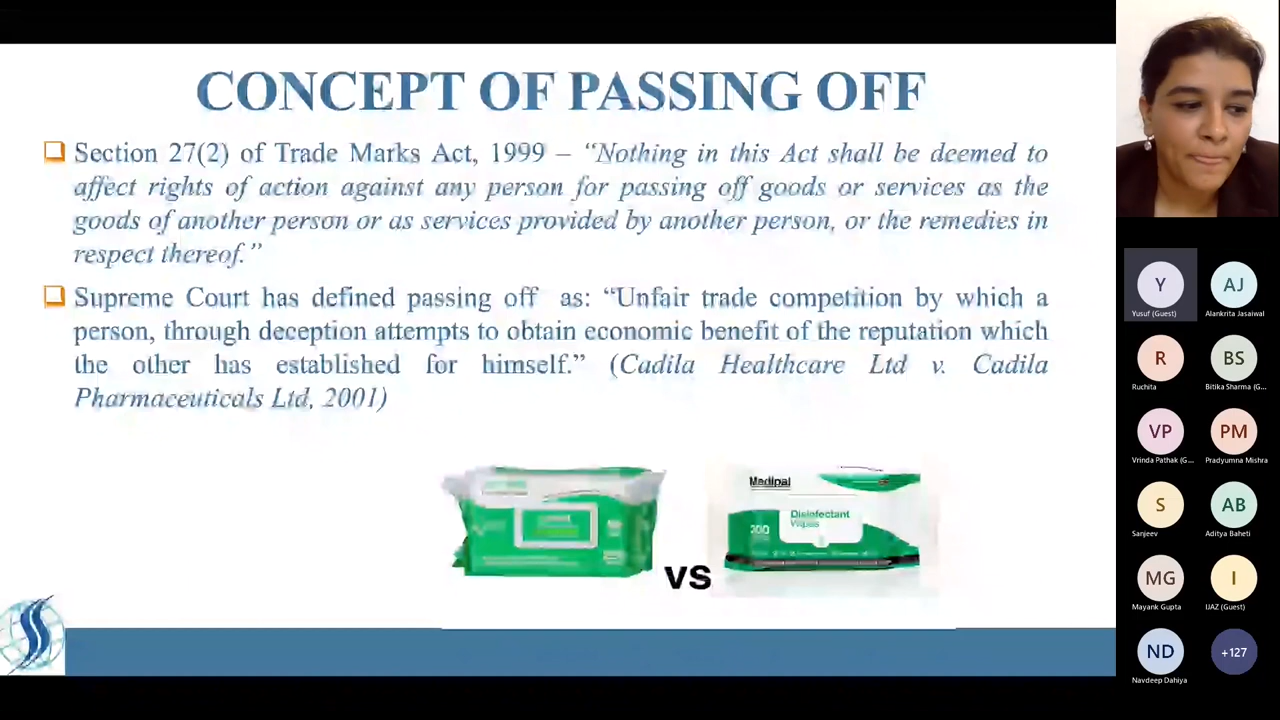 CONCEPT OF PASSING OFF
Section 27(2) of Trade Marks Act, 1999 – “Nothing in this Act shall be deemed to
affect rights of action against any person for passing off goods or services as the
goods of another person or as services provided by another person, or the remedies in
respect thereof.”
Supreme Court has defined passing off as: “Unfair trade competition by which a
person, through deception attempts to obtain economic benefit of the reputation which
the other has established for himself.” (Cadila Healthcare Ltd v. Cadila
Pharmaceuticals Ltd, 2001)
Medipal
Disinfectant
Wipes
200
VS
Y
Yusuf (Guest)
AJ
Alankrita Jasaiwal
R
Ruchita
BS
Bitika Sharma (G...
VP
Vrinda Pathak (G...
PM
Pradyumna Mishra
S
Sanjeev
AB
Aditya Baheti
MG
Mayank Gupta
I
IJAZ (Guest)
ND
Navdeep Dahiya
+127